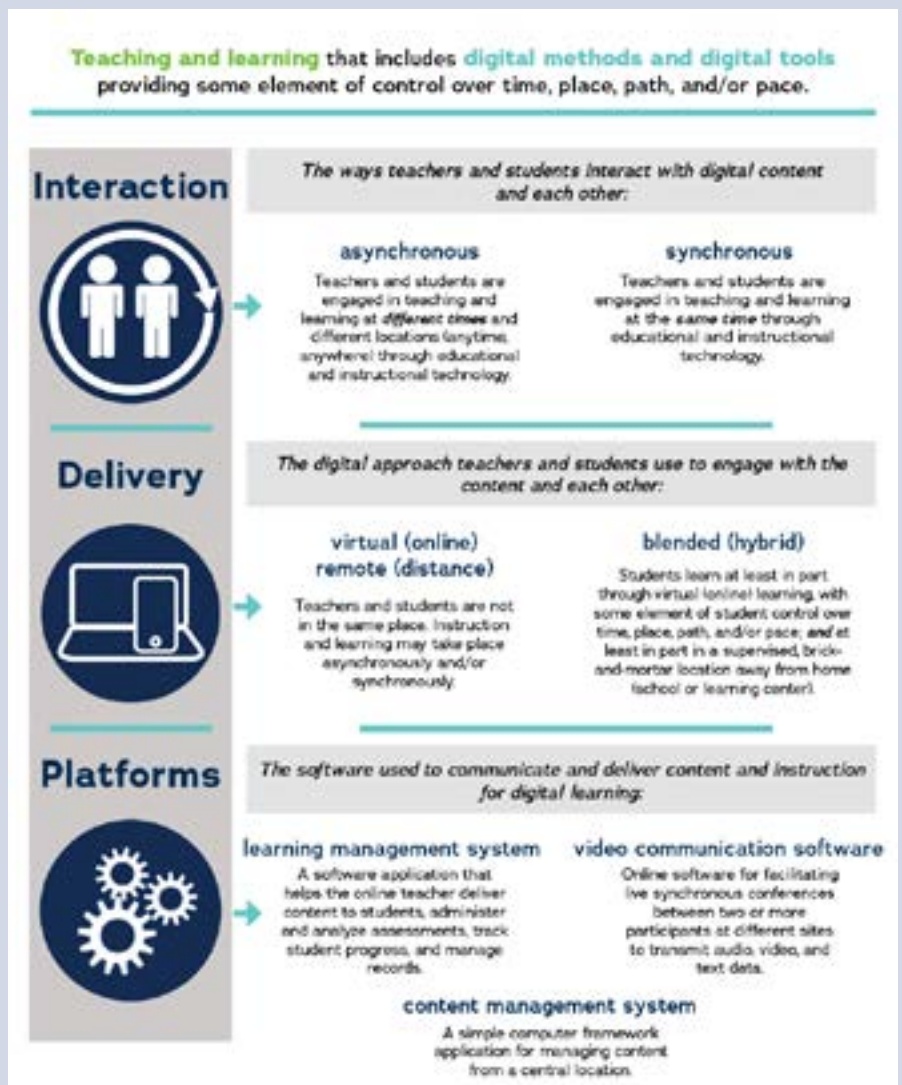 Teaching and learning that includes digital methods and digital tools
providing some element of control over time, place, path, and/or pace.
Interaction
The ways teachers and students interact with digital content
and each other:
asynchronous
Teachers and students are
engaged in teaching and
learning at different times and
different locations (anytime,
anywhere) through educational
and instructional technology.
synchronous
Teachers and students are
engaged in teaching and learning
at the same time through
educational and instructional
technology.
Delivery
The digital approach teachers and students use to engage with the
content and each other:
virtual (online)
remote (distance)
Teachers and students are not
in the same place. Instruction
and learning may take place
asynchronously and/or
synchronously.
blended (hybrid)
Students learn at least in part
through virtual (online) learning, with
some element of student control over
time, place, path, and/or pace; and at
least in part in a supervised, brick-
and-mortar location away from home
(school or learning center).
Platforms
The software used to communicate and deliver content and instruction
for digital learning:
learning management system
A software application that
helps the online teacher deliver
content to students, administer
and analyze assessments, track
student progress, and manage
records.
video communication software
Online software for facilitating
live synchronous conferences
between two or more
participants at different sites
to transmit audio, video, and
text data.
content management system
A simple computer framework
application for managing content
from a central location.